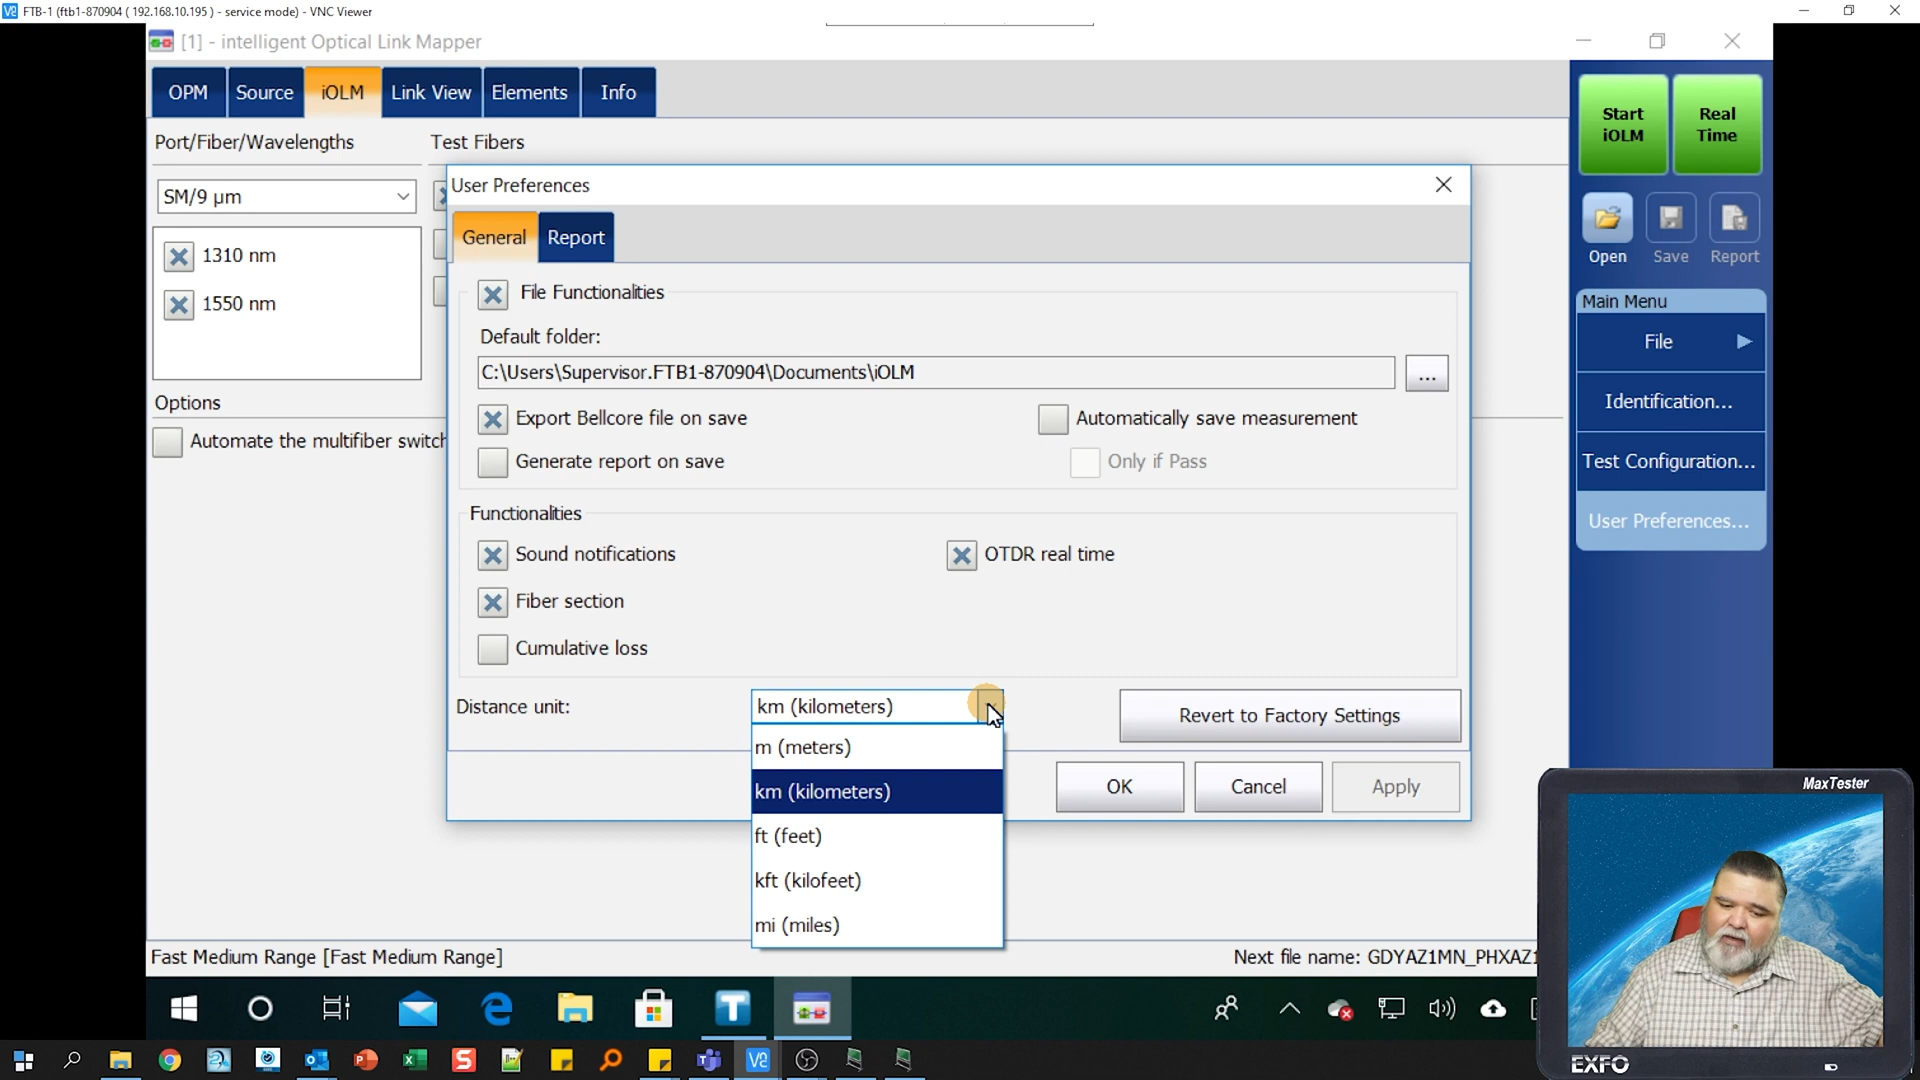 FTB-1 (ftb1-870904 ( 192.168.10.195 ) - service mode) - VNC Viewer
[1] - intelligent Optical Link Mapper
OPM
Source
iOLM
Link View
Elements
Info
Start iOLM
Real Time
Port/Fiber/Wavelengths
Test Fibers
SM/9 µm
1310 nm
1550 nm
Options
Automate the multifiber switch
User Preferences
General
Report
File Functionalities
Default folder:
C:\Users\Supervisor.FTB1-870904\Documents\iOLM
...
Export Bellcore file on save
Automatically save measurement
Generate report on save
Only if Pass
Functionalities
Sound notifications
OTDR real time
Fiber section
Cumulative loss
Distance unit:
km (kilometers)
Revert to Factory Settings
m (meters)
km (kilometers)
ft (feet)
kft (kilofeet)
mi (miles)
OK
Cancel
Apply
Open
Save
Report
Main Menu
File
Identification...
Test Configuration...
User Preferences...
MaxTester
EXFO
Fast Medium Range [Fast Medium Range]
Next file name: GDYAZ1MN_PHXAZ1